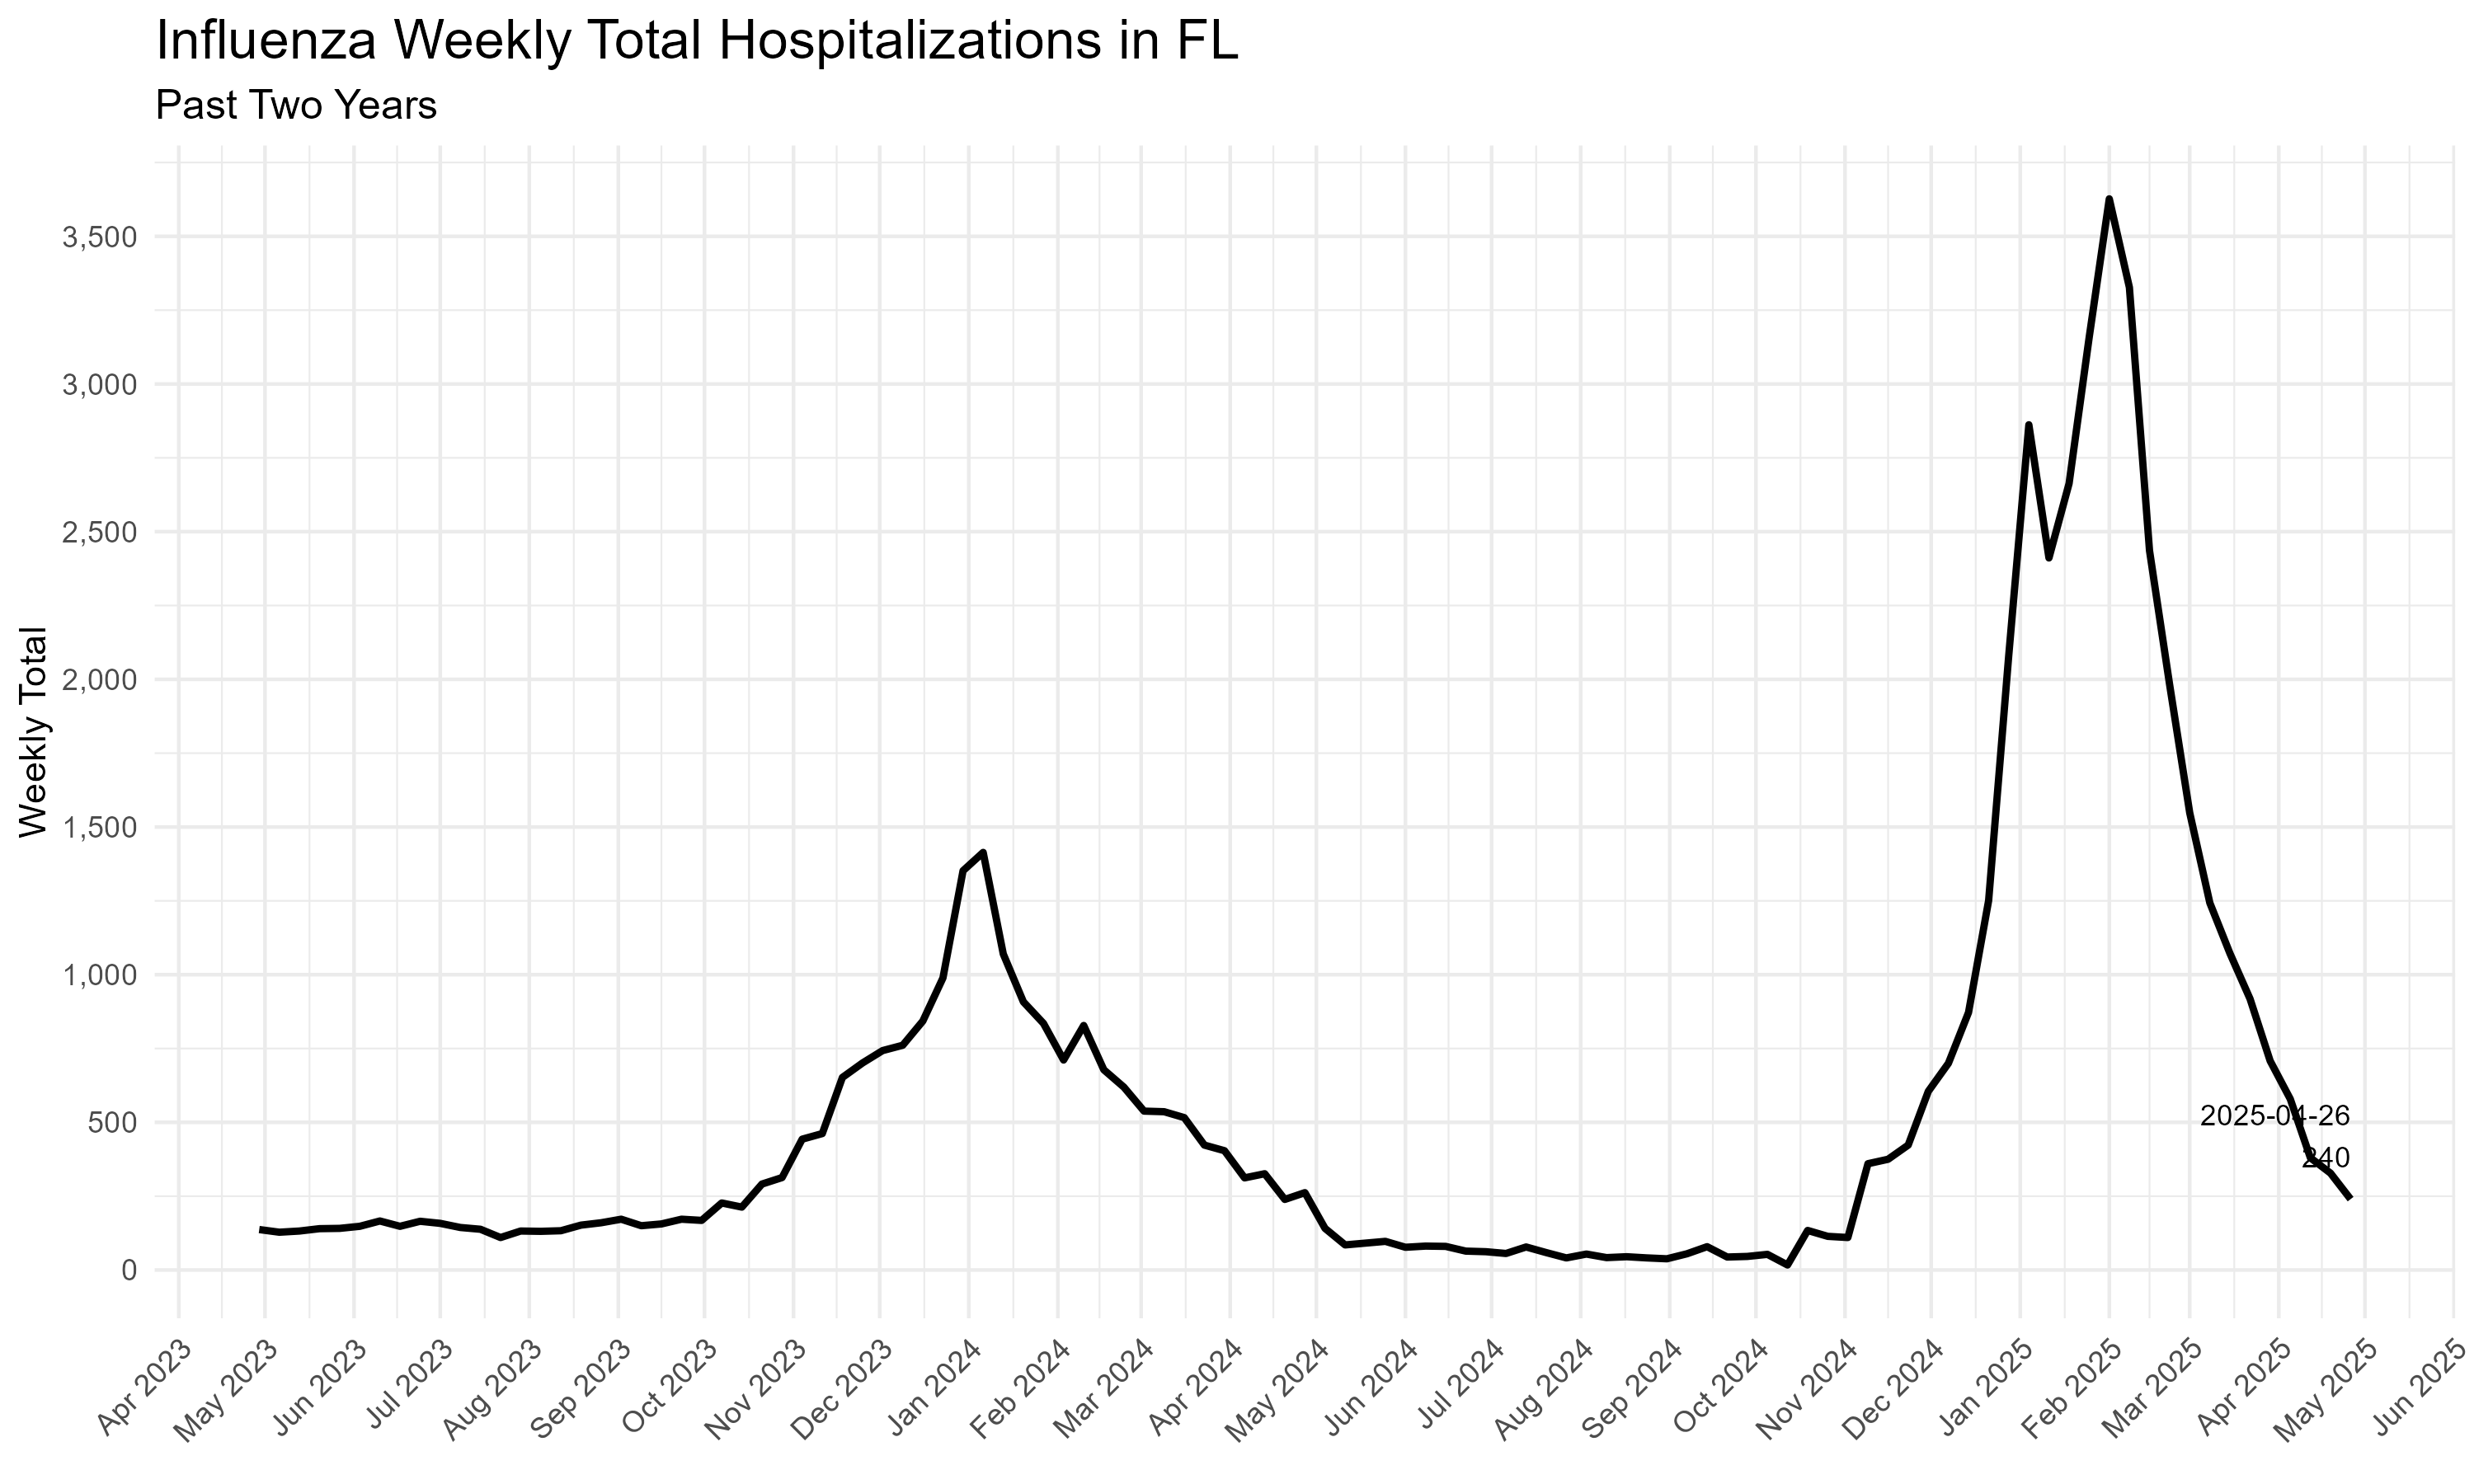 Influenza Weekly Total Hospitalizations in FL
Past Two Years
Weekly Total
3,500
3,000
2,500
2,000
1,500
1,000
500
0
2025-04-26
240
Apr 2023
May 2023
Jun 2023
Jul 2023
Aug 2023
Sep 2023
Oct 2023
Nov 2023
Dec 2023
Jan 2024
Feb 2024
Mar 2024
Apr 2024
May 2024
Jun 2024
Jul 2024
Aug 2024
Sep 2024
Oct 2024
Nov 2024
Dec 2024
Jan 2025
Feb 2025
Mar 2025
Apr 2025
May 2025
Jun 2025